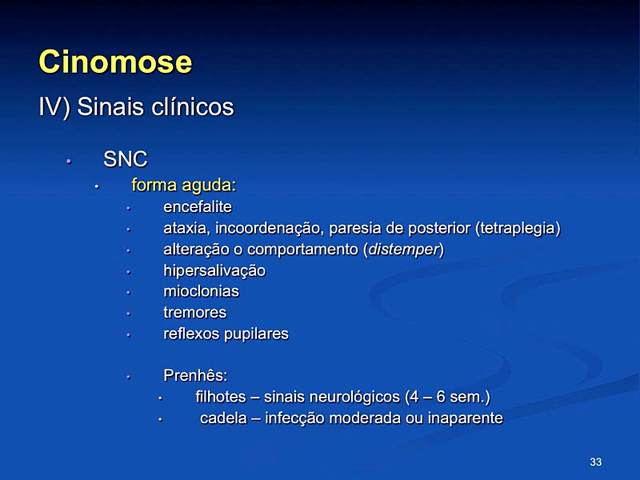 Cinomose
IV) Sinais clínicos
• SNC
• forma aguda:
• encefalite
• ataxia, incoordenação, paresia de posterior (tetraplegia)
• alteração o comportamento (distemper)
• hipersalivação
• mioclonias
• tremores
• reflexos pupilares
• Prenhês:
• filhotes – sinais neurológicos (4 – 6 sem.)
• cadela – infecção moderada ou inaparente
33